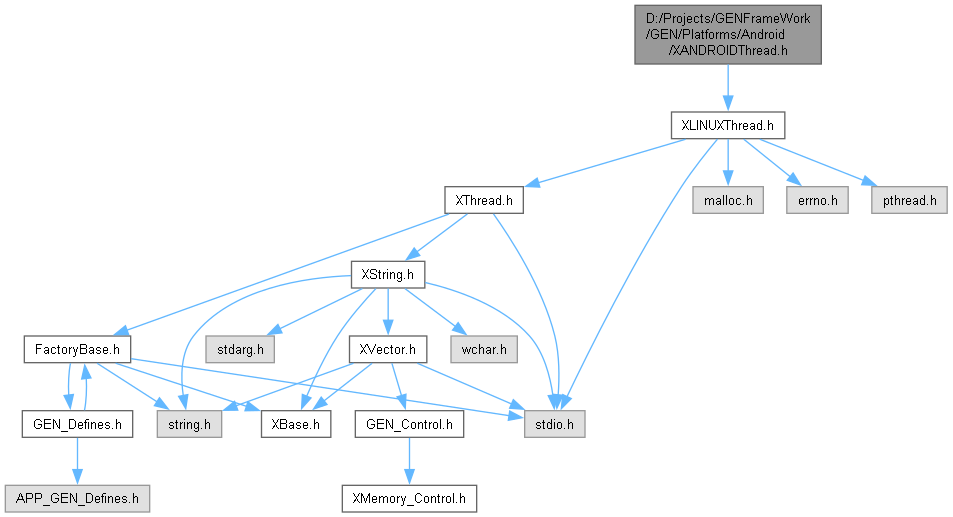 D:/Projects/GENFrameWork
/GEN/Platforms/Android
/XANDROIDThread.h
XLINUXThread.h
XThread.h
malloc.h
errno.h
pthread.h
XString.h
FactoryBase.h
stdarg.h
XVector.h
wchar.h
GEN_Defines.h
string.h
XBase.h
GEN_Control.h
stdio.h
APP_GEN_Defines.h
XMemory_Control.h